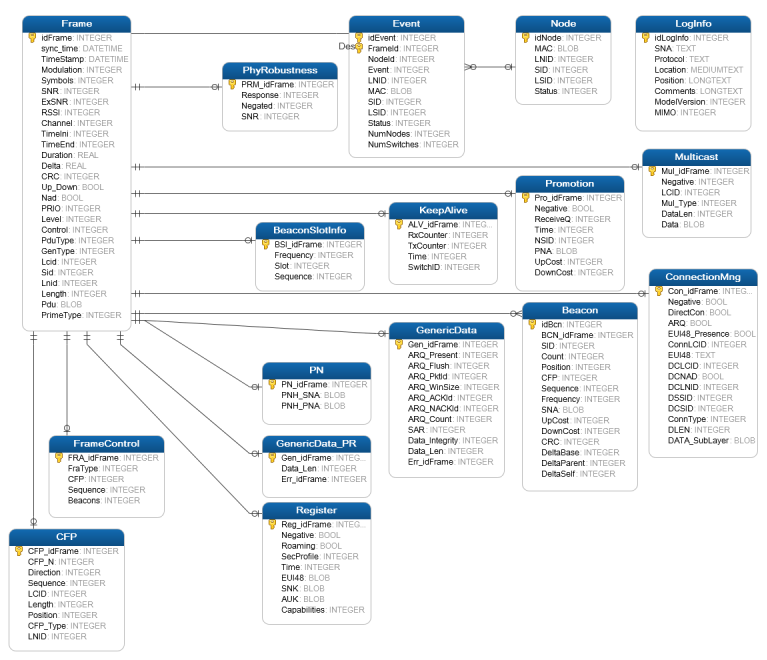 Frame
idFrame: INTEGER
sync_time: DATETIME
TimeStamp: DATETIME
Modulation: INTEGER
Symbols: INTEGER
SNR: INTEGER
ExSNR: INTEGER
RSSI: INTEGER
Channel: INTEGER
TimeIni: INTEGER
TimeEnd: INTEGER
Duration: REAL
Delta: REAL
CRC: INTEGER
Up_Down: BOOL
Nad: BOOL
PRIO: INTEGER
Level: INTEGER
Control: INTEGER
PduType: INTEGER
GenType: INTEGER
Lcid: INTEGER
Sid: INTEGER
Lnid: INTEGER
Length: INTEGER
Pdu: BLOB
PrimeType: INTEGER
PhyRobustness
PRM_idFrame: INTEGER
Response: INTEGER
Negated: INTEGER
SNR: INTEGER
Des
Event
idEvent: INTEGER
FrameId: INTEGER
NodeId: INTEGER
Event: INTEGER
LNID: INTEGER
MAC: BLOB
SID: INTEGER
LSID: INTEGER
Status: INTEGER
NumNodes: INTEGER
NumSwitches: INTEGER
Node
idNode: INTEGER
MAC: BLOB
LNID: INTEGER
SID: INTEGER
LSID: INTEGER
Status: INTEGER
LogInfo
idLogInfo: INTEGER
SNA: TEXT
Protocol: TEXT
Location: MEDIUMTEXT
Position: LONGTEXT
Comments: LONGTEXT
ModelVersion: INTEGER
MIMO: INTEGER
Multicast
Mul_idFrame: INTEGER
Negative: INTEGER
LCID: INTEGER
Mul_Type: INTEGER
DataLen: INTEGER
Data: BLOB
Promotion
Pro_idFrame: INTEGER
Negative: BOOL
ReceiveQ: INTEGER
Time: INTEGER
NSID: INTEGER
PNA: BLOB
UpCost: INTEGER
DownCost: INTEGER
KeepAlive
ALV_idFrame: INTEG...
RxCounter: INTEGER
TxCounter: INTEGER
Time: INTEGER
SwitchID: INTEGER
BeaconSlotInfo
BSI_idFrame: INTEGER
Frequency: INTEGER
Slot: INTEGER
Sequence: INTEGER
ConnectionMng
Con_idFrame: INTEG...
Negative: BOOL
DirectCon: BOOL
ARQ: BOOL
EUI48_Presence: BOOL
ConnLCID: INTEGER
EUI48: TEXT
DCLCID: INTEGER
DCNAD: BOOL
DCLNID: INTEGER
DSSID: INTEGER
DCSID: INTEGER
ConnType: INTEGER
DLEN: INTEGER
DATA_SubLayer: BLOB
Beacon
idBcn: INTEGER
BCN_idFrame: INTEGER
SID: INTEGER
Count: INTEGER
Position: INTEGER
CFP: INTEGER
Sequence: INTEGER
Frequency: INTEGER
SNA: BLOB
UpCost: INTEGER
DownCost: INTEGER
CRC: INTEGER
DeltaBase: INTEGER
DeltaParent: INTEGER
DeltaSelf: INTEGER
GenericData
Gen_idFrame: INTEGER
ARQ_Present: INTEGER
ARQ_Flush: INTEGER
ARQ_PktId: INTEGER
ARQ_WinSize: INTEGER
ARQ_ACKId: INTEGER
ARQ_NACKId: INTEGER
ARQ_Count: INTEGER
SAR: INTEGER
Data_Integrity: INTEGER
Data_Len: INTEGER
Err_idFrame: INTEGER
PN
PN_idFrame: INTEGER
PNH_SNA: BLOB
PNH_PNA: BLOB
GenericData_PR
Gen_idFrame: INTEG...
Data_Len: INTEGER
Err_idFrame: INTEGER
FrameControl
FRA_idFrame: INTEGER
FraType: INTEGER
CFP: INTEGER
Sequence: INTEGER
Beacons: INTEGER
Register
Reg_idFrame: INTEG...
Negative: BOOL
Roaming: BOOL
SecProfile: INTEGER
Time: INTEGER
EUI48: BLOB
SNK: BLOB
AUK: BLOB
Capabilities: INTEGER
CFP
CFP_idFrame: INTEGER
CFP_N: INTEGER
Direction: INTEGER
Sequence: INTEGER
LCID: INTEGER
Length: INTEGER
Position: INTEGER
CFP_Type: INTEGER
LNID: INTEGER